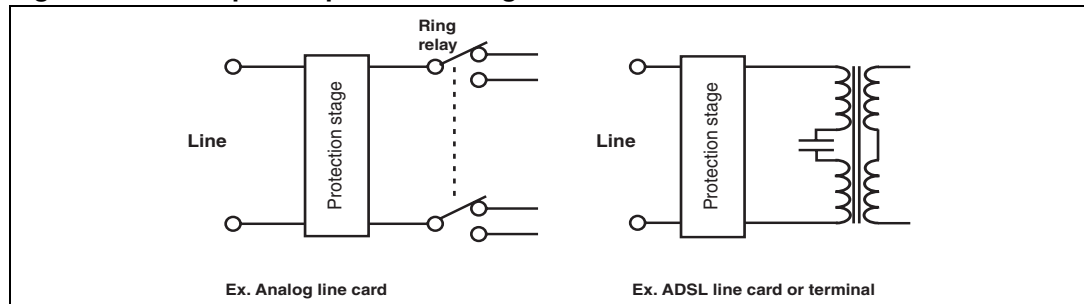 Ring
relay
Line
Protection stage
Ex. Analog line card
Line
Protection stage
Ex. ADSL line card or terminal